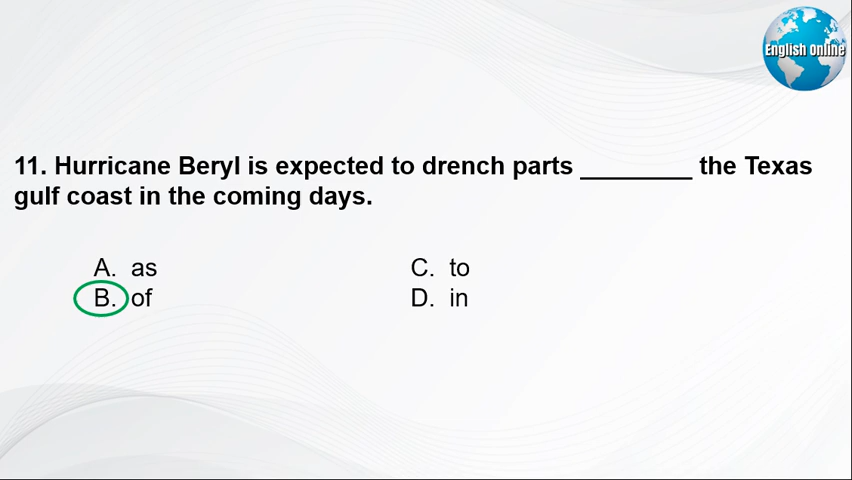 English Online
11. Hurricane Beryl is expected to drench parts ________ the Texas
gulf coast in the coming days.
A. as
B. of
C. to
D. in